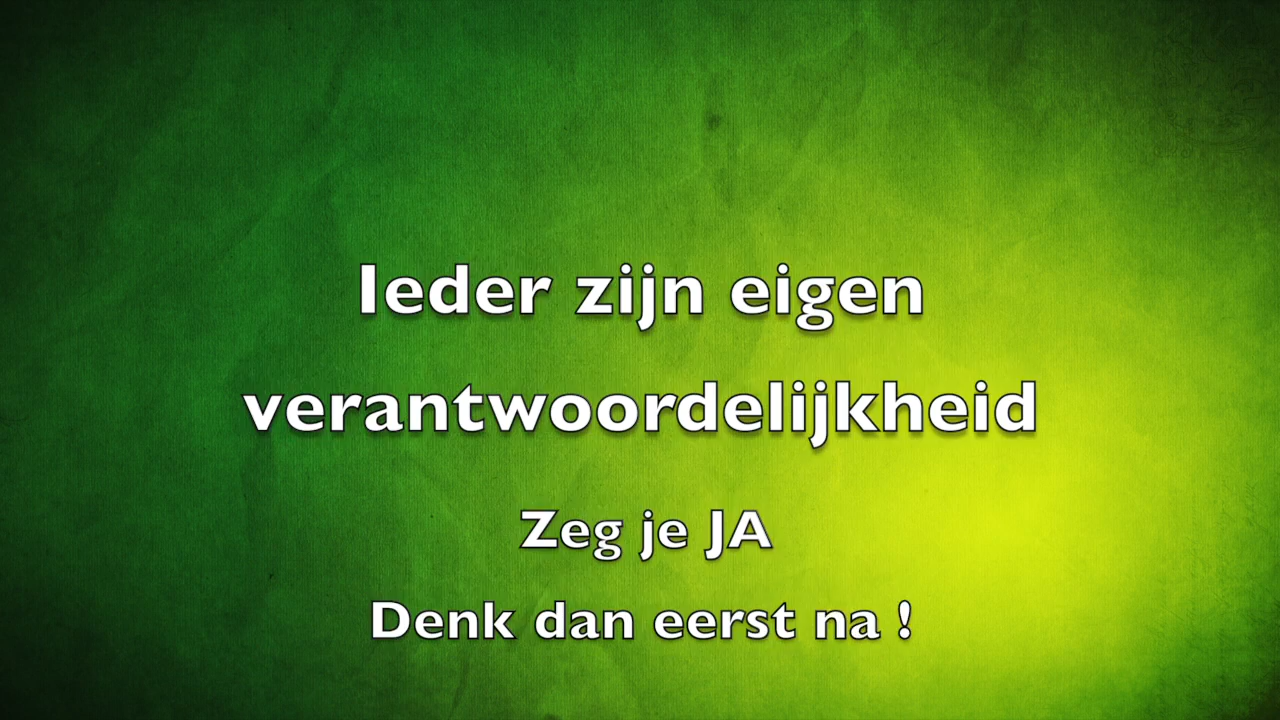 Ieder zijn eigen
verantwoordelijkheid
Zeg je JA
Denk dan eerst na !